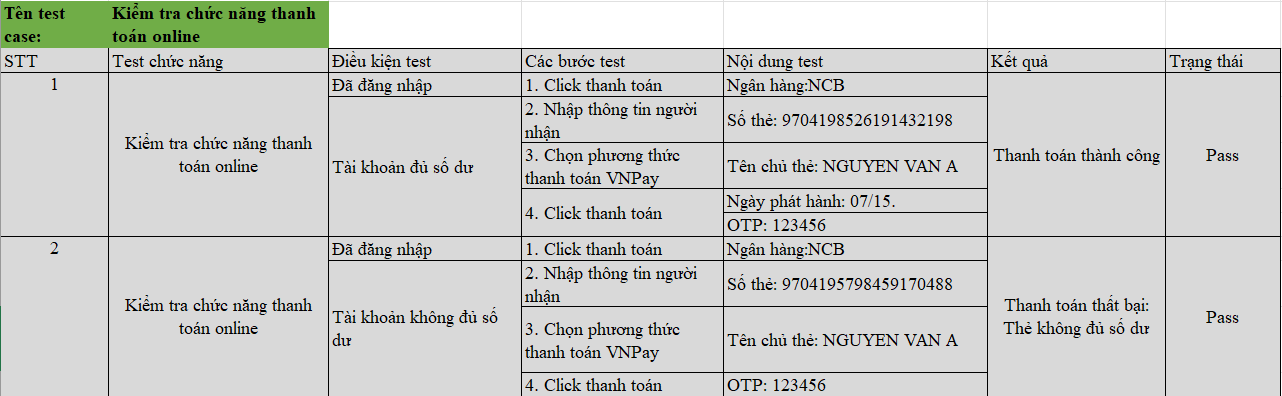 Tên test case:
Kiểm tra chức năng thanh toán online
STT
Test chức năng
Điều kiện test
Các bước test
Nội dung test
Kết quả
Trạng thái
1
Kiểm tra chức năng thanh
toán online
Đã đăng nhập
Tài khoản đủ số dư
1. Click thanh toán
2. Nhập thông tin người
nhận
3. Chọn phương thức
thanh toán VNPay
4. Click thanh toán
Ngân hàng:NCB
Số thẻ: 9704198526191432198
Tên chủ thẻ: NGUYEN VAN A
Ngày phát hành: 07/15.
OTP: 123456
Thanh toán thành công
Pass
2
Kiểm tra chức năng thanh
toán online
Đã đăng nhập
Tài khoản không đủ số
dư
1. Click thanh toán
2. Nhập thông tin người
nhận
3. Chọn phương thức
thanh toán VNPay
4. Click thanh toán
Ngân hàng:NCB
Số thẻ: 9704195798459170488
Tên chủ thẻ: NGUYEN VAN A
OTP: 123456
Thanh toán thất bại:
Thẻ không đủ số dư
Pass